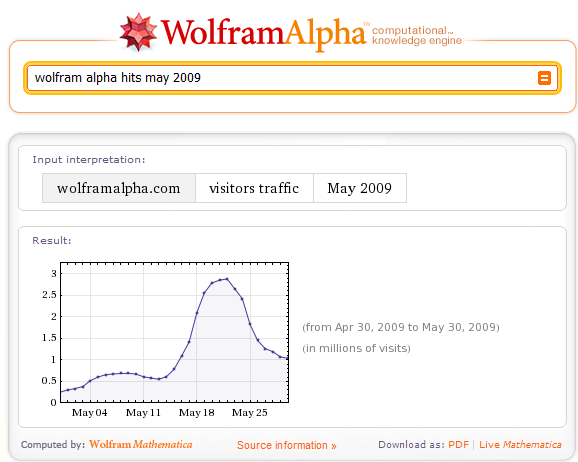 WolframAlpha™ computational...
knowledge engine
wolfram alpha hits may 2009
Input interpretation:
wolframalpha.com visitors traffic May 2009
Result:
3
2.5
2
1.5
1
0.5
0
May 04 May 11 May 18 May 25
(from Apr 30, 2009 to May 30, 2009)
(in millions of visits)
Computed by: Wolfram Mathematica Source information » Download as: PDF | Live Mathematica